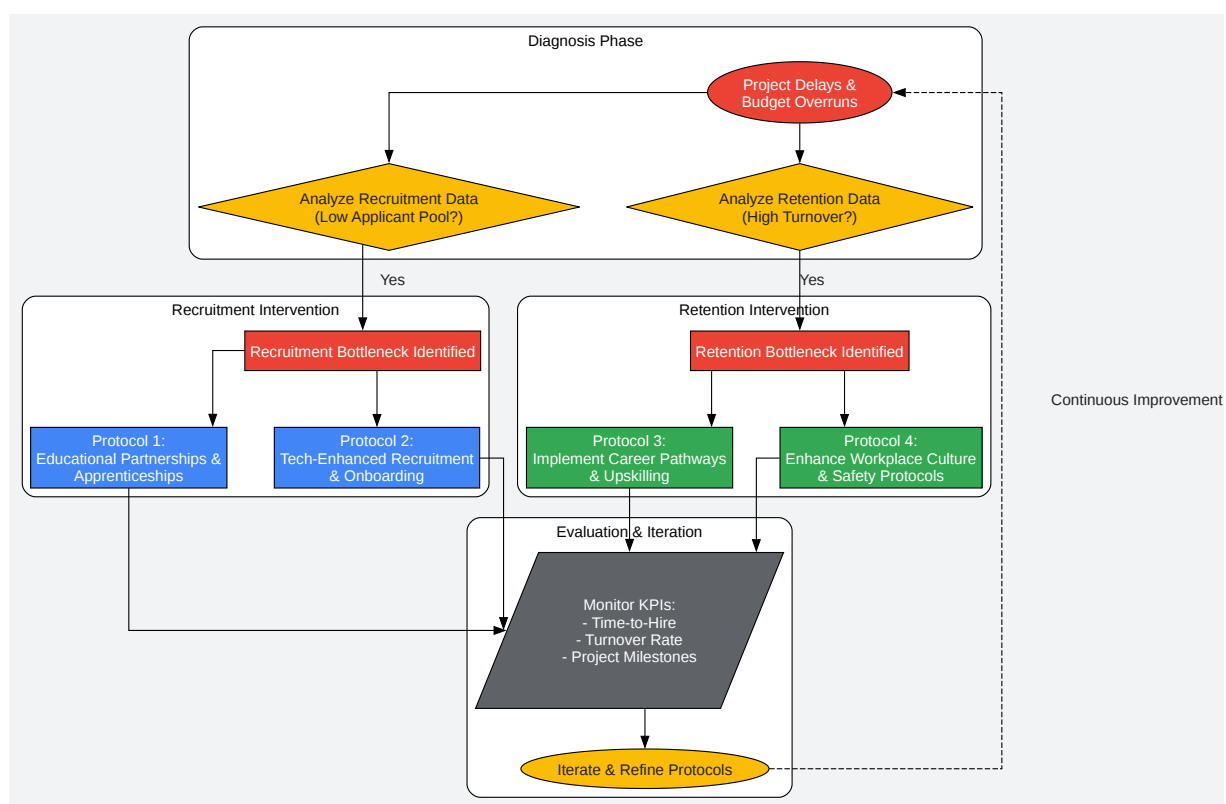 Diagnosis Phase
Project Delays &
Budget Overruns
Analyze Recruitment Data
(Low Applicant Pool?)
Analyze Retention Data
(High Turnover?)
Yes
Yes
Recruitment Intervention
Recruitment Bottleneck Identified
Protocol 1:
Educational Partnerships &
Apprenticeships
Protocol 2:
Tech-Enhanced Recruitment
& Onboarding
Retention Intervention
Retention Bottleneck Identified
Protocol 3:
Implement Career Pathways
& Upskilling
Protocol 4:
Enhance Workplace Culture
& Safety Protocols
Continuous Improvement
Evaluation & Iteration
Monitor KPIs:
- Time-to-Hire
- Turnover Rate
- Project Milestones
Iterate & Refine Protocols